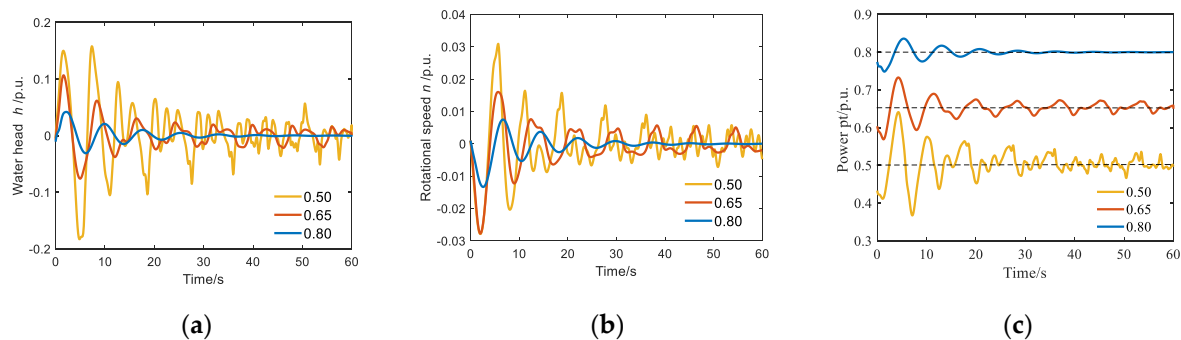 0.2
0.1
0
-0.1
-0.2
Water head h /p.u.
0.50
0.65
0.80
0 10 20 30 40 50 60
Time/s
(a)
0.04
0.03
0.02
0.01
0
-0.01
-0.02
-0.03
Rotational speed n /p.u.
0.50
0.65
0.80
0 10 20 30 40 50 60
Time/s
(b)
0.9
0.8
0.7
0.6
0.5
0.4
0.3
Power pt/p.u.
0.50
0.65
0.80
0 10 20 30 40 50 60
Time/s
(c)